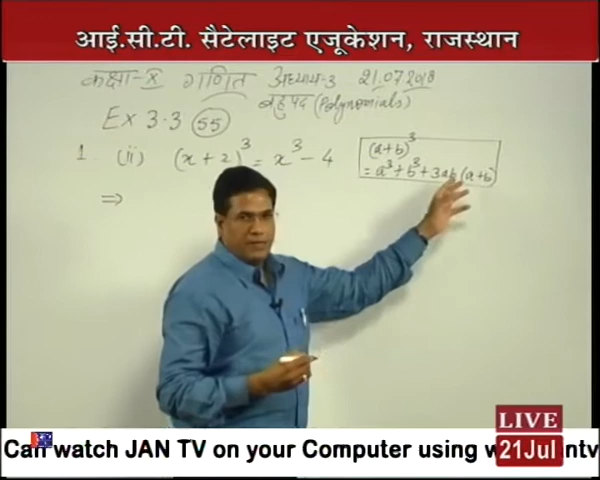 आई.सी.टी. सैटेलाइट एजूकेशन, राजस्थान
कक्षा-X गणित अध्याय-3 21.07.2018
बहुपद (Polynomials)
Ex 3.3 (55)
1. (ii) (x+2)³ = x³ - 4
(a+b)³
= a³ + b³ + 3ab(a+b)
⇒
LIVE
21Jul
Can watch JAN TV on your Computer using w ntv